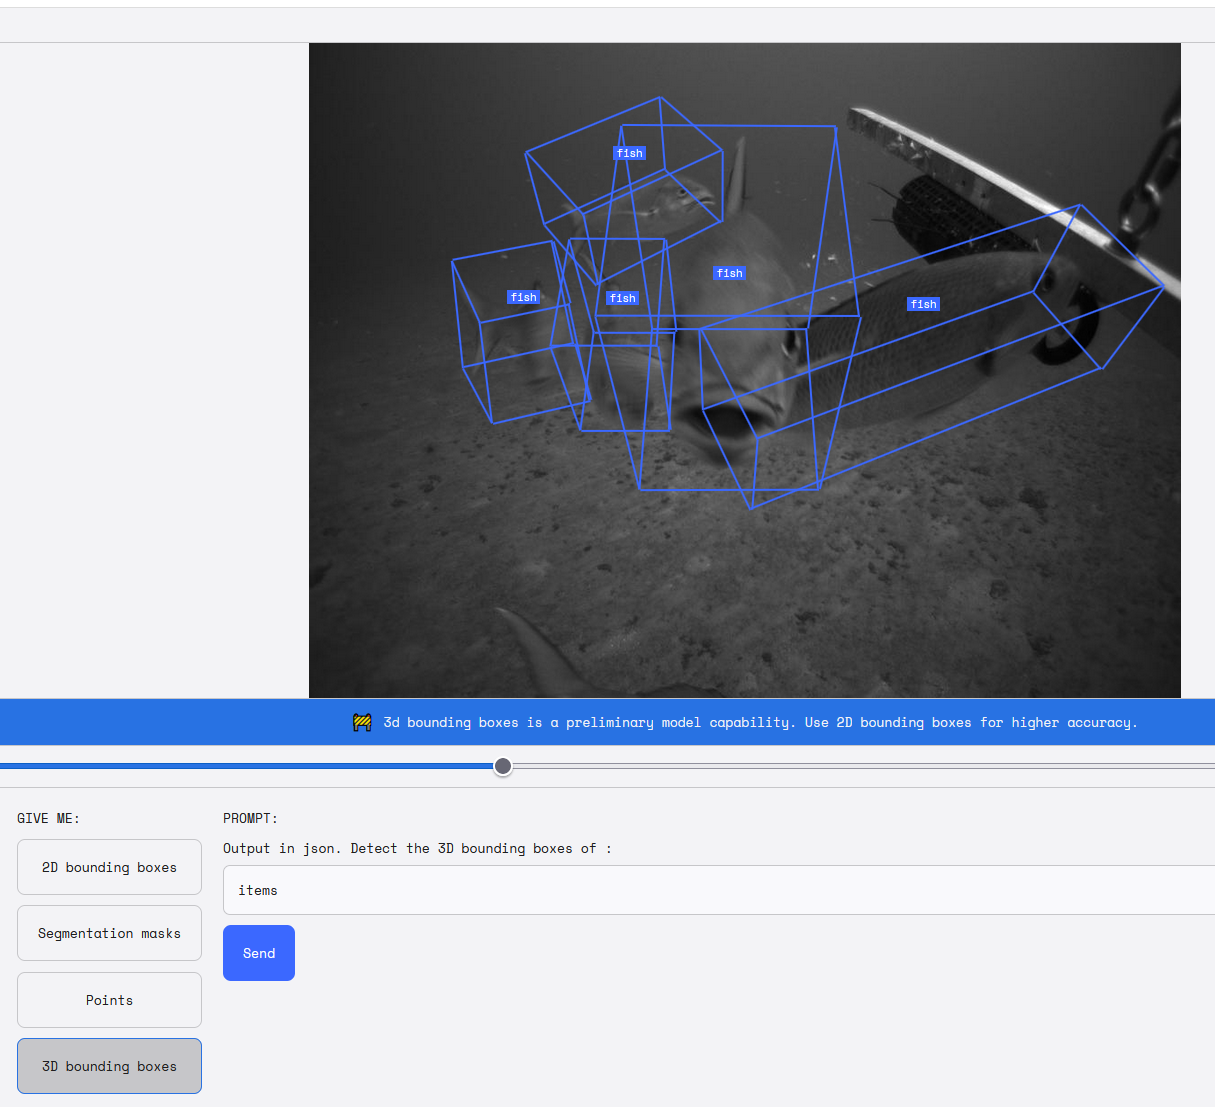 fish
fish
fish
fish
fish
🚧 3d bounding boxes is a preliminary model capability. Use 2D bounding boxes for higher accuracy.
GIVE ME:
2D bounding boxes
Segmentation masks
Points
3D bounding boxes
PROMPT:
Output in json. Detect the 3D bounding boxes of :
items
Send